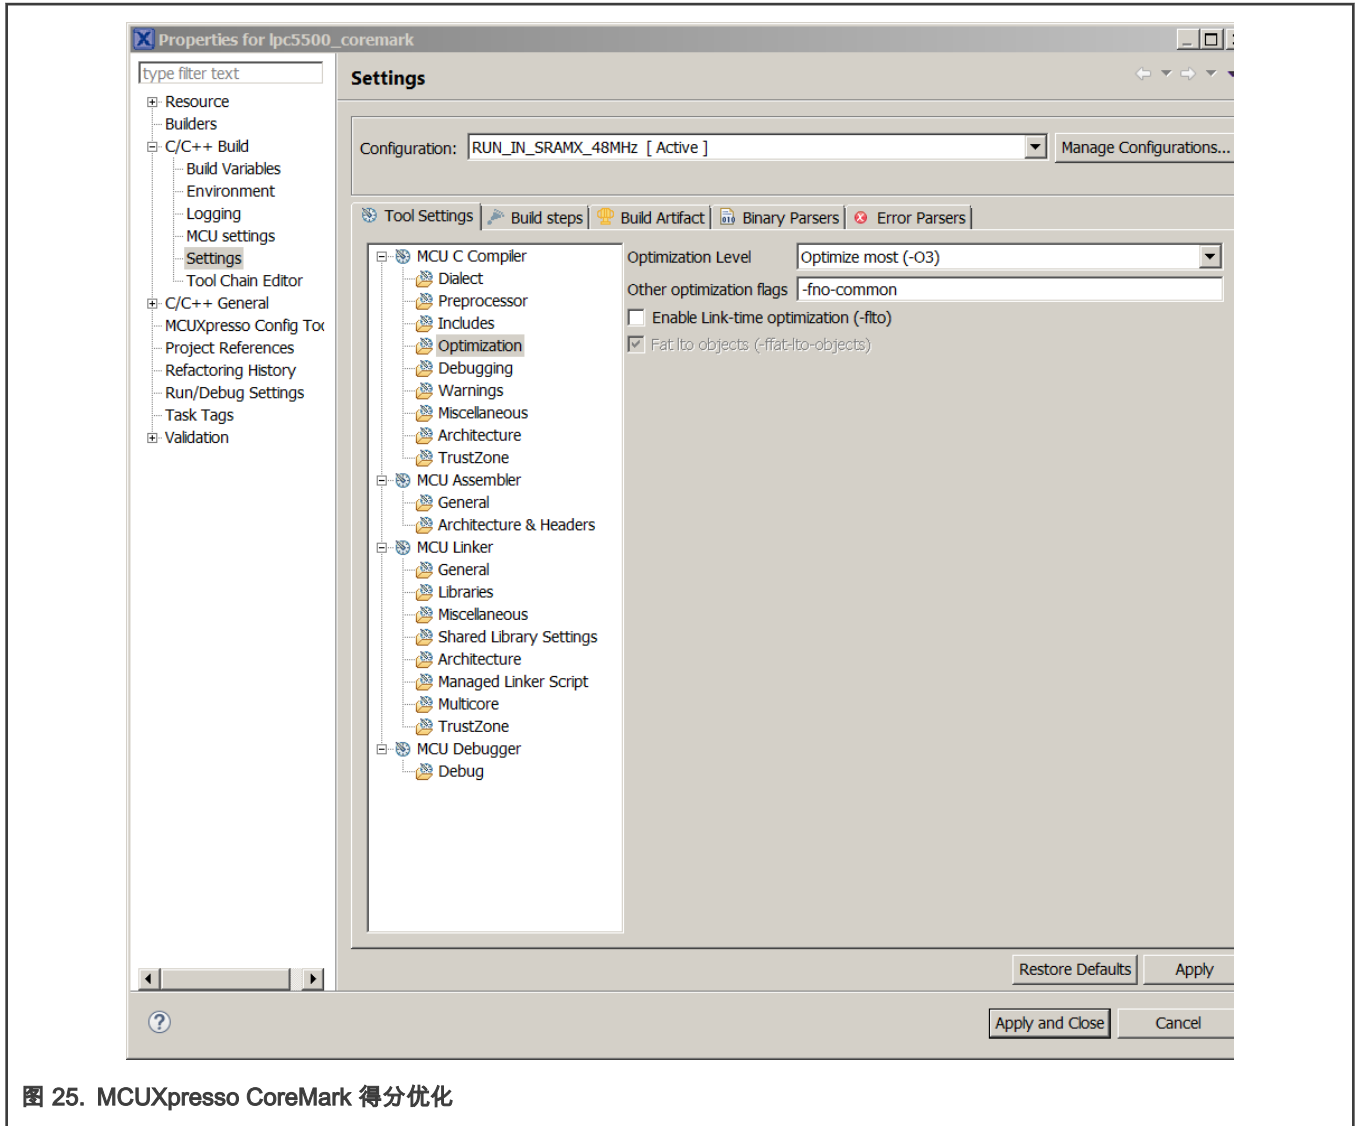 Properties for lpc5500_coremark
type filter text
Resource
Builders
C/C++ Build
Build Variables
Environment
Logging
MCU settings
Settings
Tool Chain Editor
C/C++ General
MCUXpresso Config Too
Project References
Refactoring History
Run/Debug Settings
Task Tags
Validation
Settings
Configuration: RUN_IN_SRAMX_48MHz [ Active ] Manage Configurations...
Tool Settings Build steps Build Artifact Binary Parsers Error Parsers
MCU C Compiler
Dialect
Preprocessor
Includes
Optimization
Debugging
Warnings
Miscellaneous
Architecture
TrustZone
MCU Assembler
General
Architecture & Headers
MCU Linker
General
Libraries
Miscellaneous
Shared Library Settings
Architecture
Managed Linker Script
Multicore
TrustZone
MCU Debugger
Debug
Optimization Level Optimize most (-O3)
Other optimization flags -fno-common
Enable Link-time optimization (-flto)
Fat lto objects (-ffat-lto-objects)
Restore Defaults Apply
Apply and Close Cancel
图 25. MCUXpresso CoreMark 得分优化